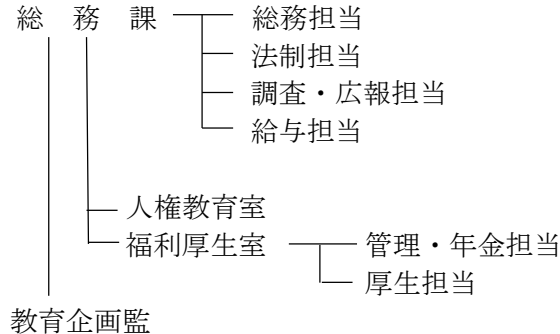 総　務　課　総務担当
法制担当
調査・広報担当
給与担当
人権教育室
福利厚生室　管理・年金担当
厚生担当
教育企画監